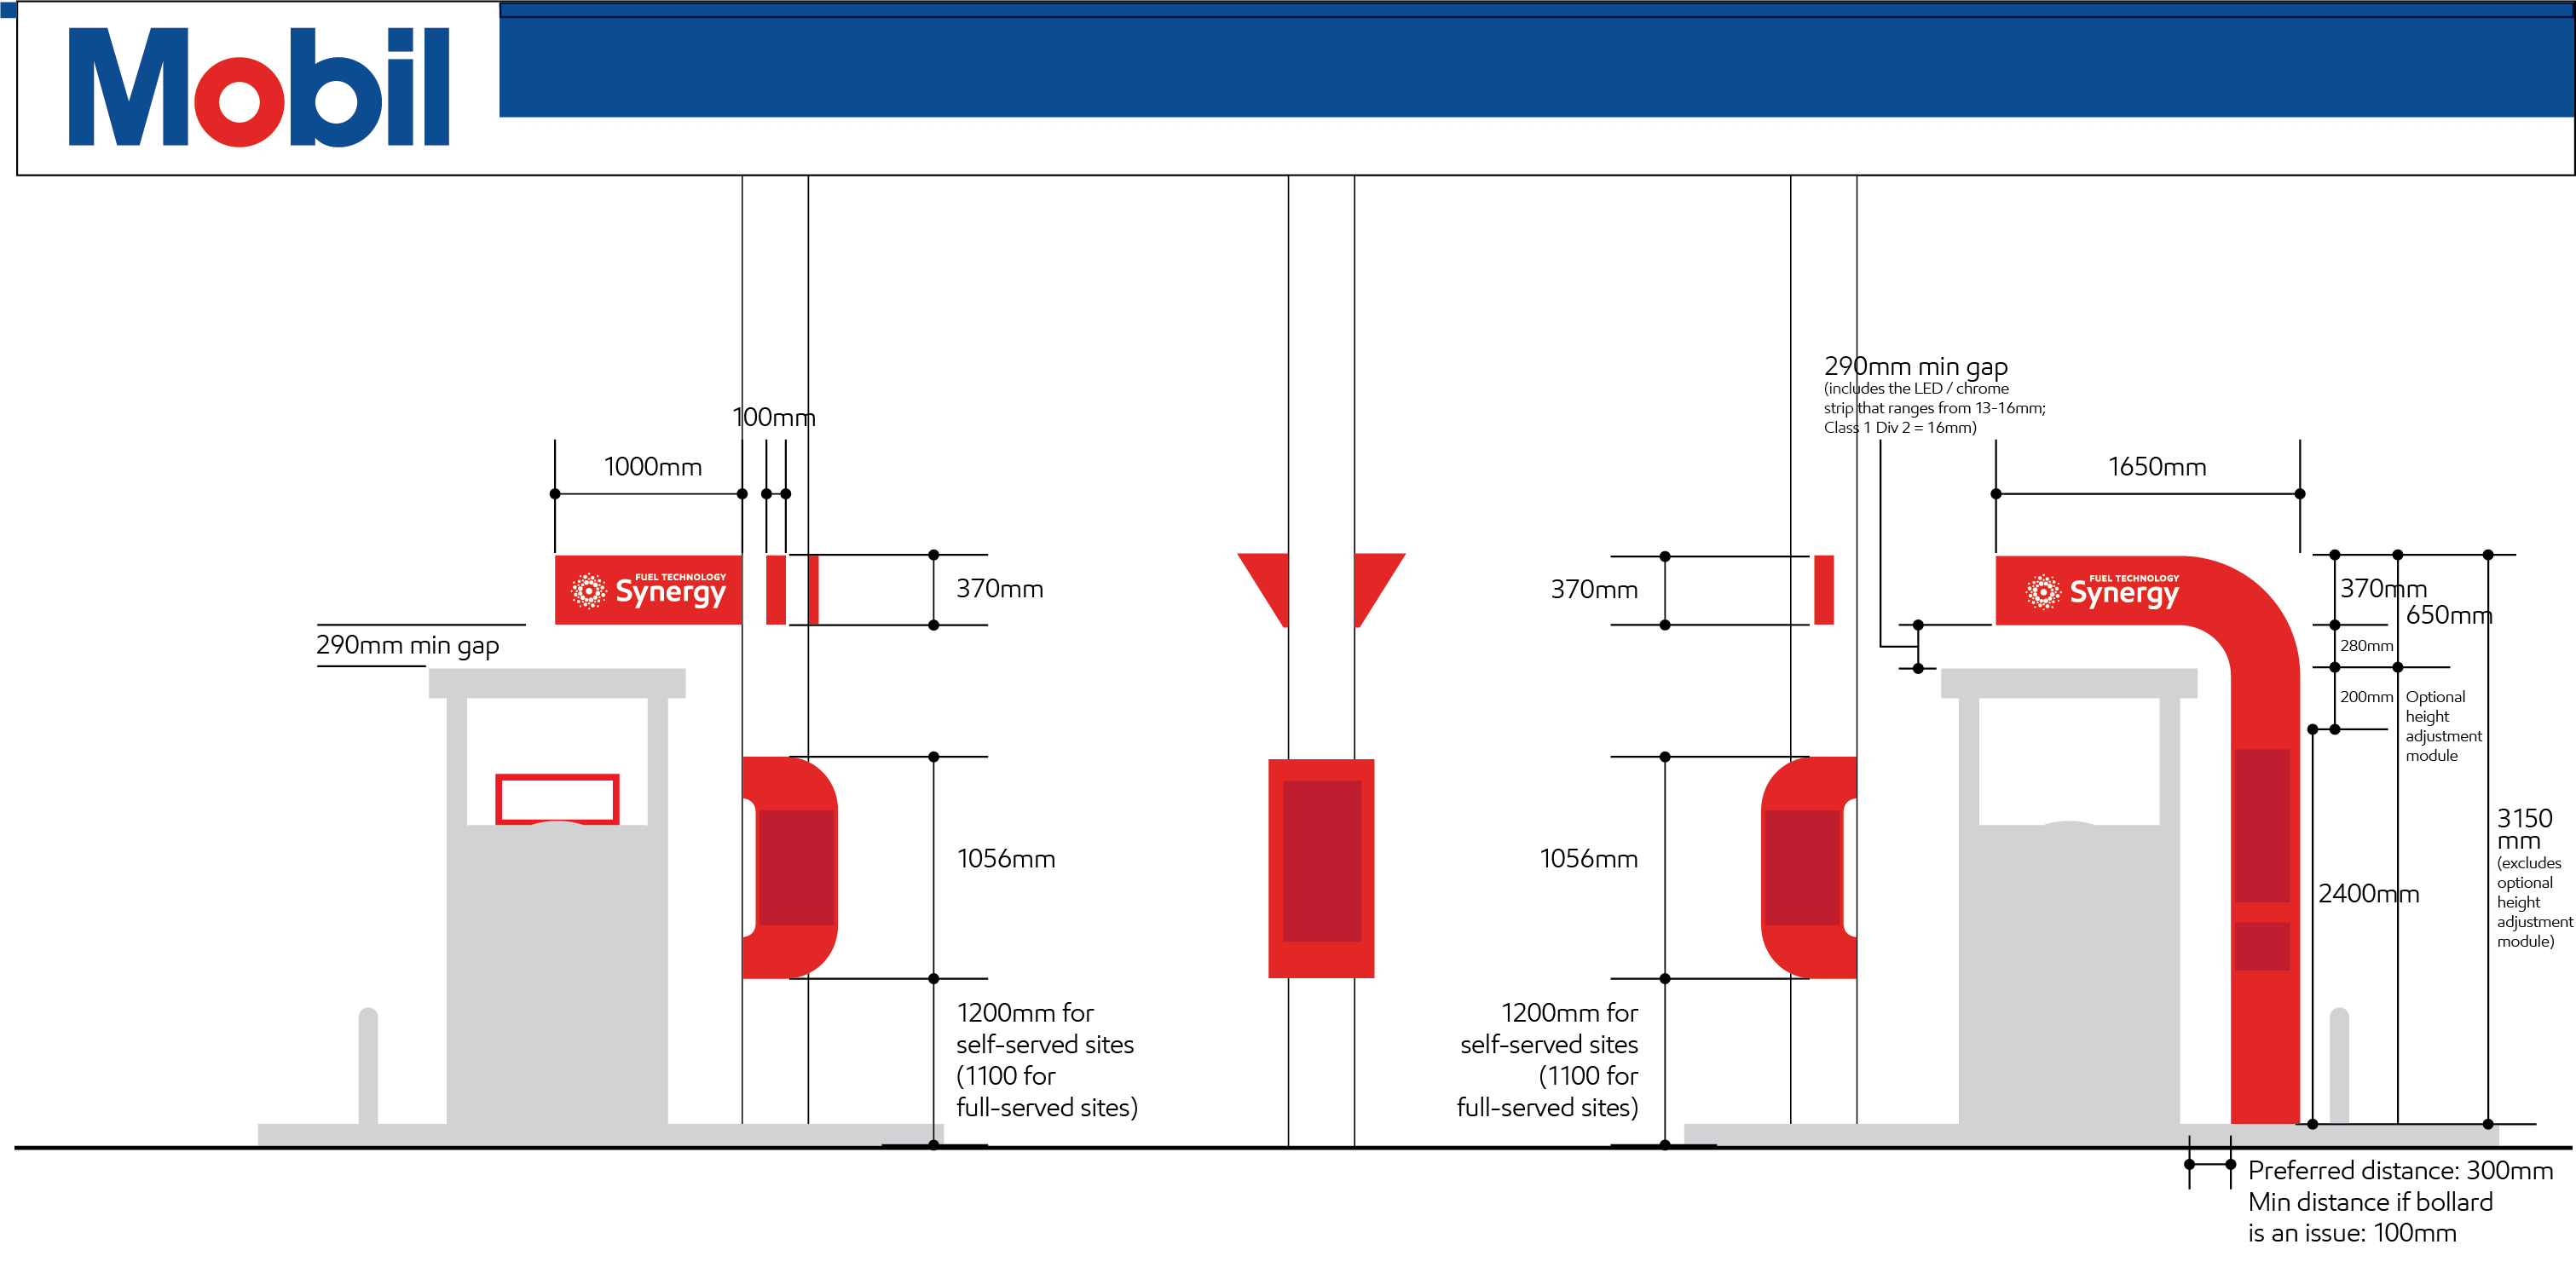 Mobil
290mm min gap
(includes the LED / chrome
strip that ranges from 13-16mm;
Class 1 Div 2 = 16mm)
100mm
1000mm
1650mm
FUEL TECHNOLOGY
Synergy
370mm
370mm
FUEL TECHNOLOGY
Synergy
370mm
650mm
290mm min gap
280mm
200mm
Optional
height
adjustment
module
1056mm
1056mm
2400mm
3150
mm
(excludes
optional
height
adjustment
module)
1200mm for
self-served sites
(1100 for
full-served sites)
1200mm for
self-served sites
(1100 for
full-served sites)
Preferred distance: 300mm
Min distance if bollard
is an issue: 100mm